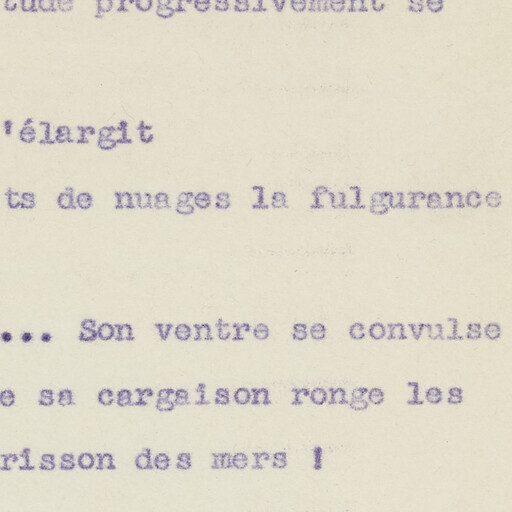 tude progressivement se
'élargit
ts de nuages la fulgurance
... Son ventre se convulse
e sa cargaison ronge les
risson des mers !